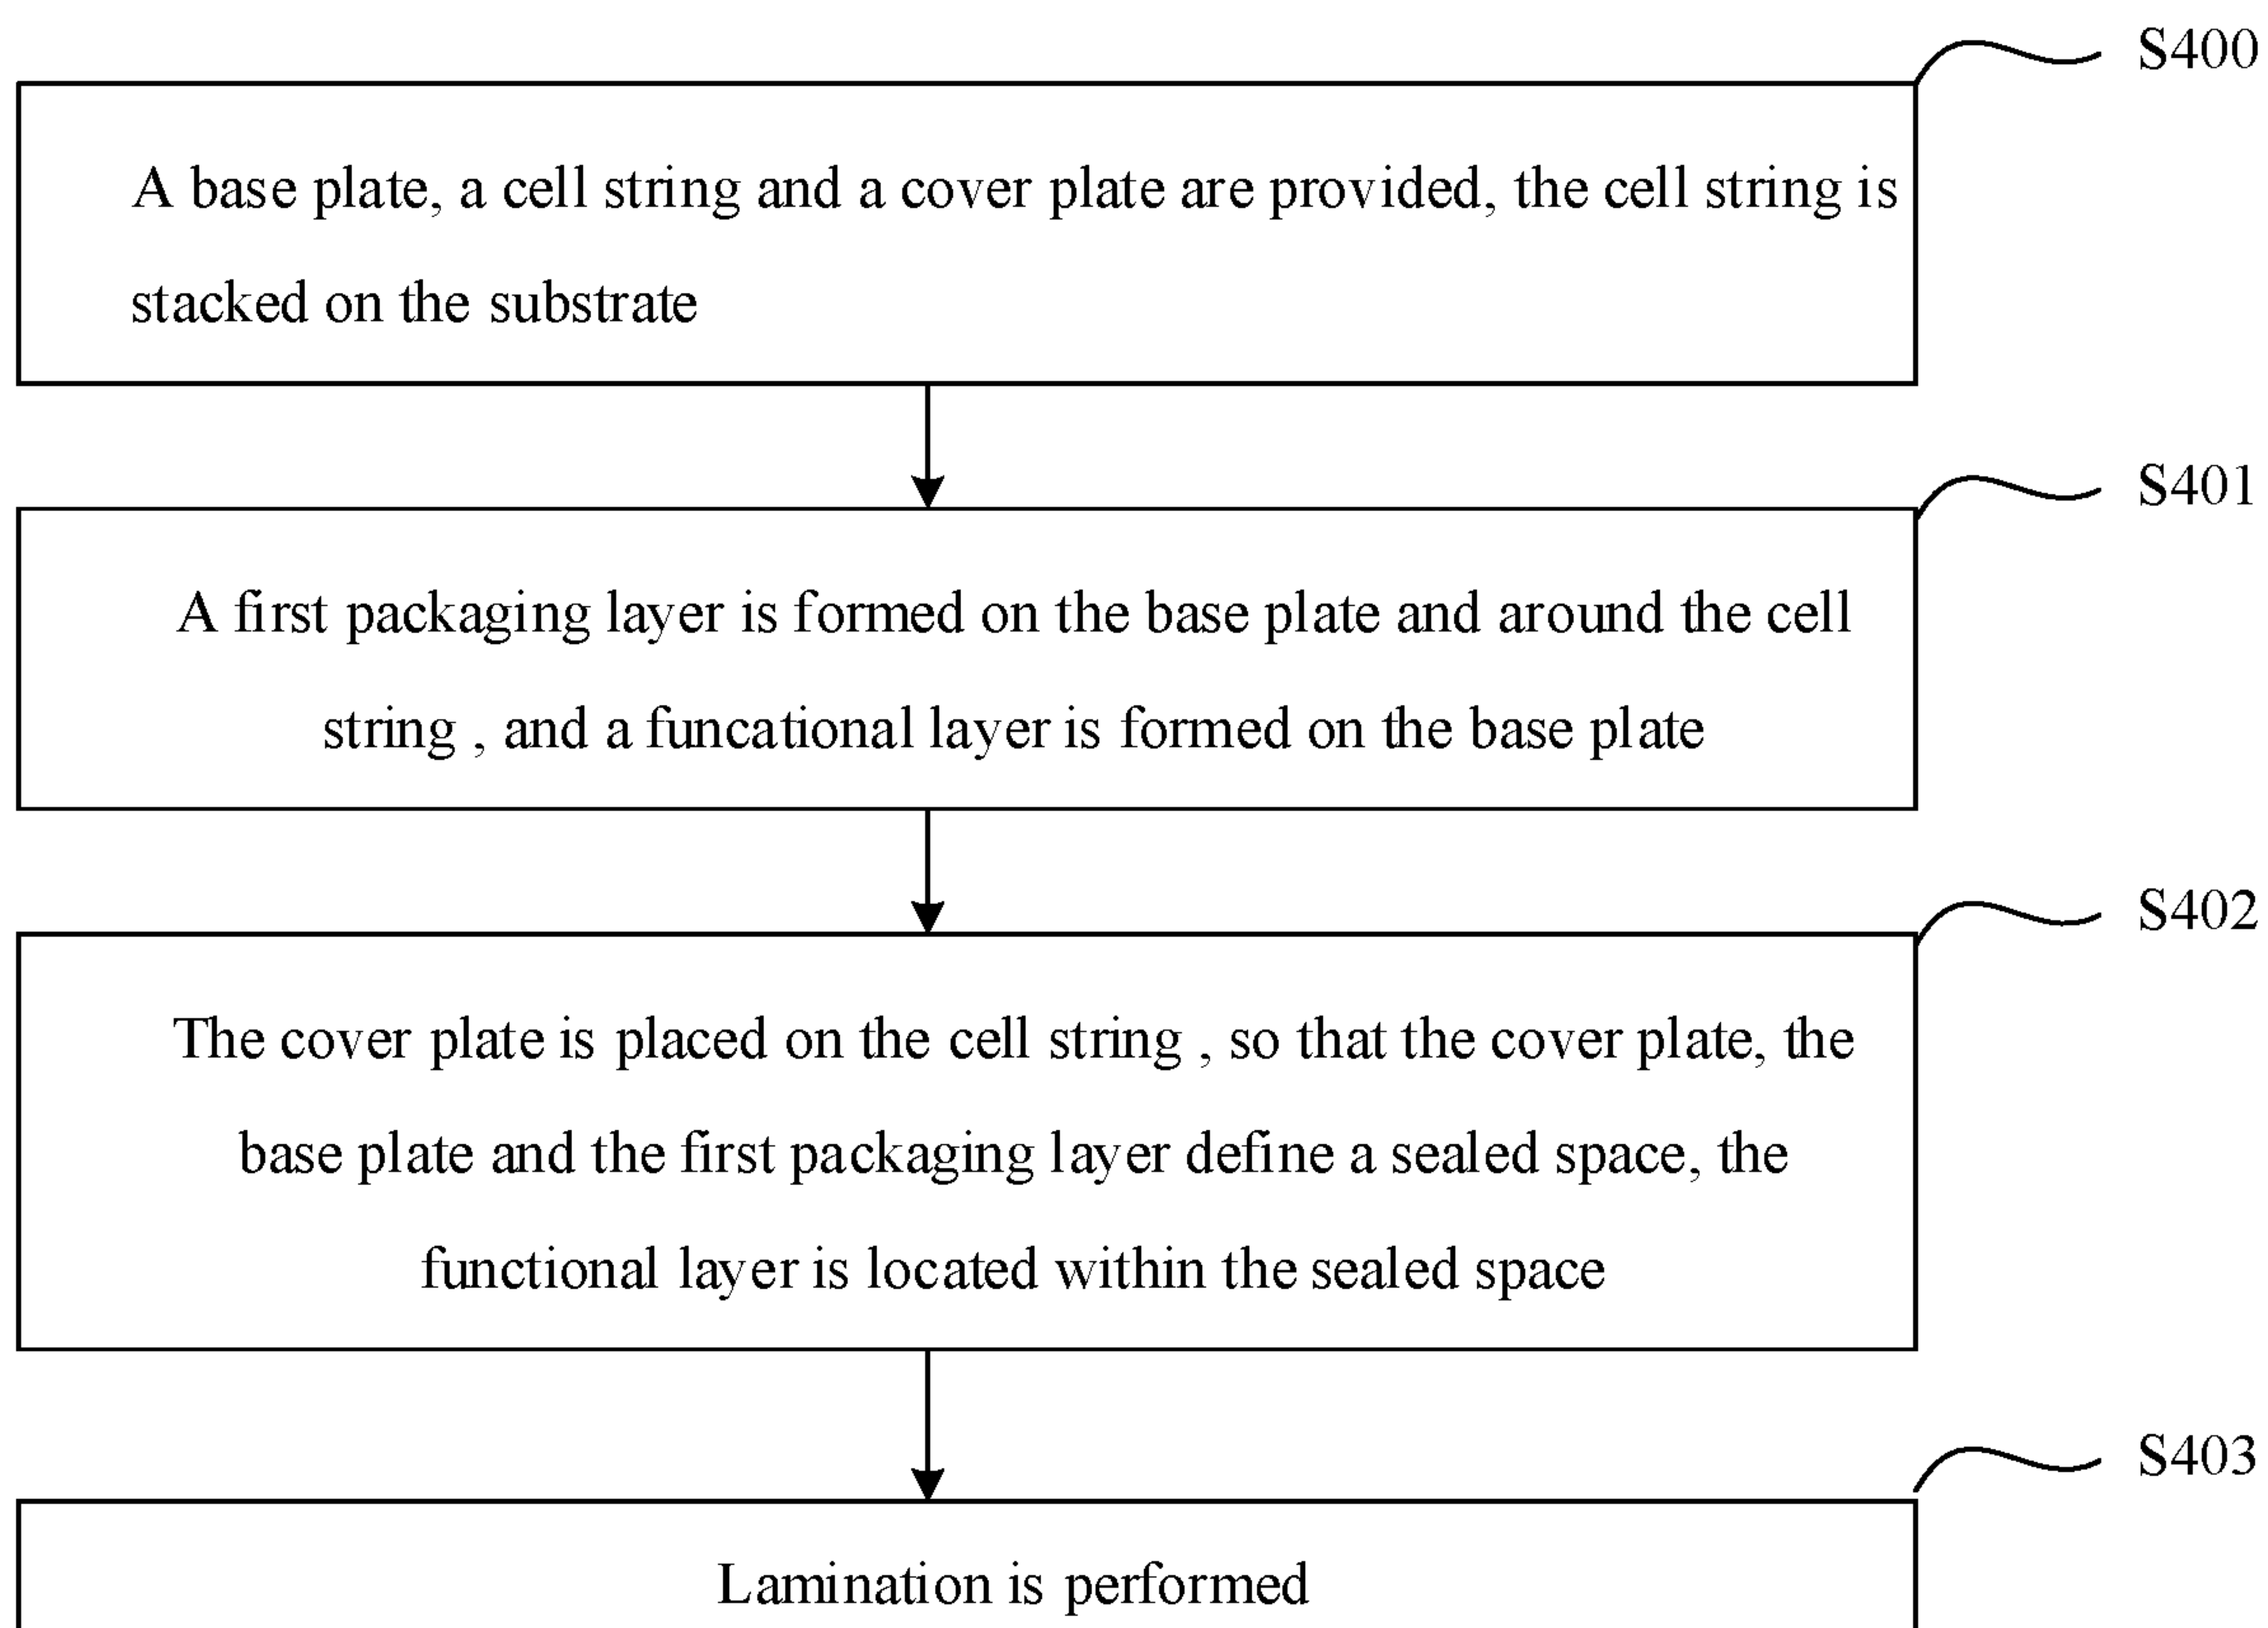 S400
A base plate, a cell string and a cover plate are provided, the cell string is
stacked on the substrate
S401
A first packaging layer is formed on the base plate and around the cell
string , and a funcational layer is formed on the base plate
S402
The cover plate is placed on the cell string , so that the cover plate, the
base plate and the first packaging layer define a sealed space, the
functional layer is located within the sealed space
S403
Lamination is performed